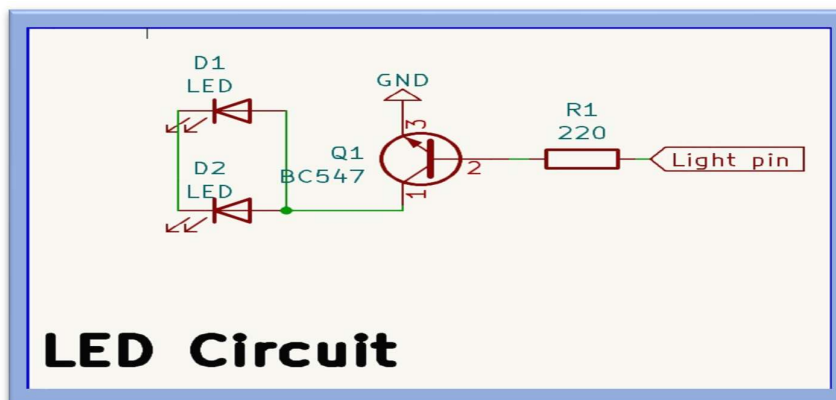 D1
LED
GND
R1
220
3
Q1
BC547
2
Light pin
D2
LED
1
LED Circuit